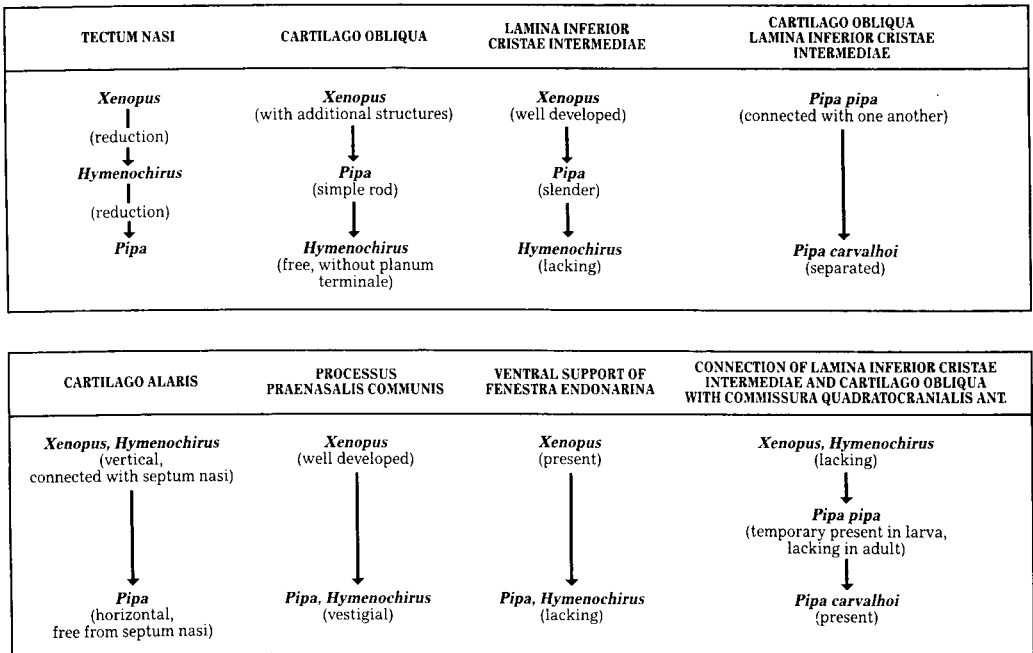 TECTUM NASI
CARTILAGO OBLIQUA
LAMINA INFERIOR
CRISTAE INTERMEDIAE
CARTILAGO OBLIQUA
LAMINA INFERIOR CRISTAE
INTERMEDIAE
Xenopus
(reduction)
Hymenochirus
(reduction)
Pipa
Xenopus
(with additional structures)
Pipa
(simple rod)
Hymenochirus
(free, without planum
terminale)
Xenopus
(well developed)
Pipa
(slender)
Hymenochirus
(lacking)
Pipa pipa
(connected with one another)
Pipa carvalhoi
(separated)
CARTILAGO ALARIS
PROCESSUS
PRAENASALIS COMMUNIS
VENTRAL SUPPORT OF
FENESTRA ENDONARINA
CONNECTION OF LAMINA INFERIOR CRISTAE
INTERMEDIAE AND CARTILAGO OBLIQUA
WITH COMMISSURA QUADRATOCRANIALIS ANT.
Xenopus, Hymenochirus
(vertical,
connected with septum nasi)
Pipa
(horizontal,
free from septum nasi)
Xenopus
(well developed)
Pipa, Hymenochirus
(vestigial)
Xenopus
(present)
Pipa, Hymenochirus
(lacking)
Xenopus, Hymenochirus
(lacking)
Pipa pipa
(temporary present in larva,
lacking in adult)
Pipa carvalhoi
(present)